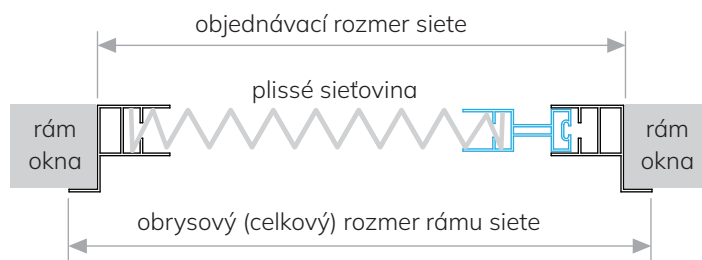 objednávací rozmer siete
plissé sieťovina
rám
okna
rám
okna
obrysový (celkový) rozmer rámu siete